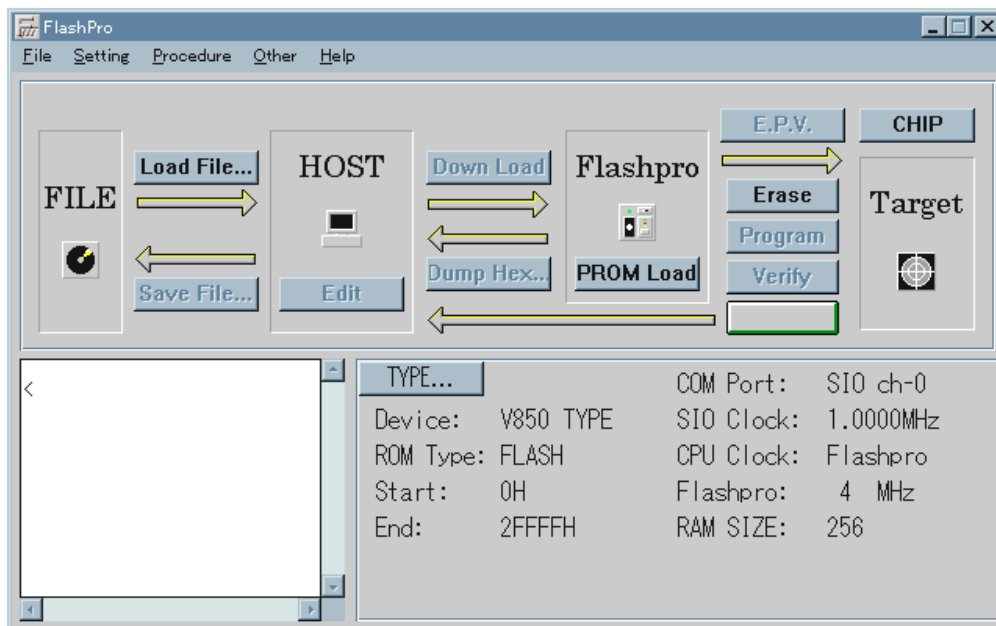 FlashPro
File Setting Procedure Other Help
E.P.V. CHIP
Load File... HOST Down Load Flashpro
FILE Erase Target
Program
Dump Hex... PROM Load
Save File... Edit Verify
<
TYPE...
COM Port: SIO ch-0
Device: V850 TYPE SIO Clock: 1.0000MHz
ROM Type: FLASH CPU Clock: Flashpro
Start: 0H Flashpro: 4 MHz
End: 2FFFFH RAM SIZE: 256